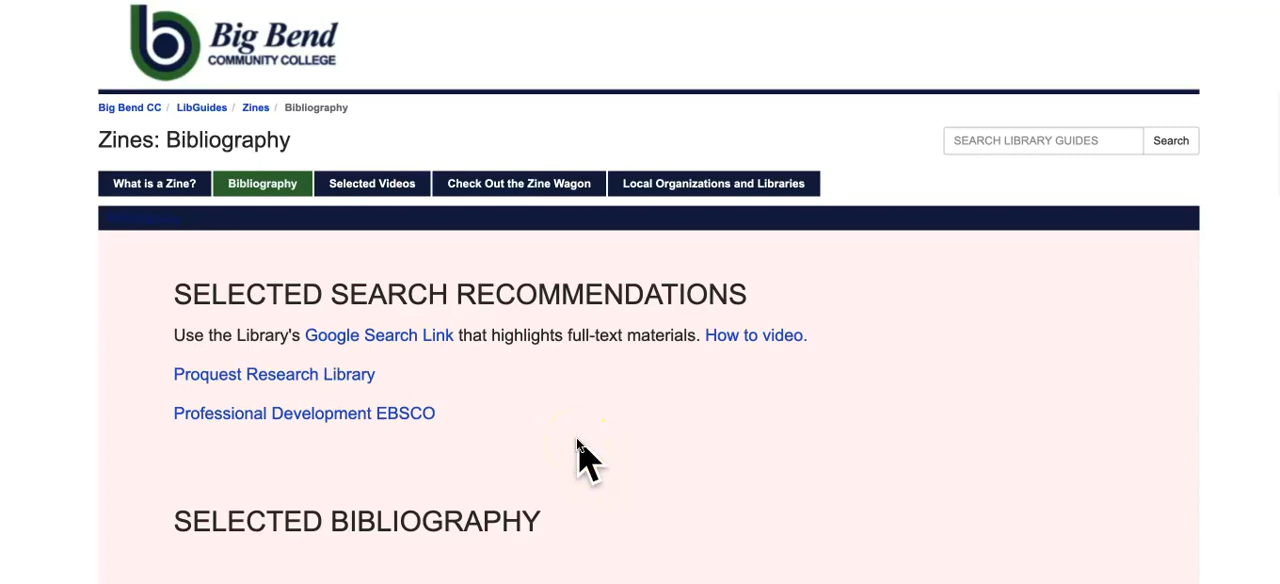 Big Bend
COMMUNITY COLLEGE
Big Bend CC / LibGuides / Zines / Bibliography
Zines: Bibliography
SEARCH LIBRARY GUIDES Search
What is a Zine? Bibliography Selected Videos Check Out the Zine Wagon Local Organizations and Libraries
SELECTED SEARCH RECOMMENDATIONS
Use the Library's Google Search Link that highlights full-text materials. How to video.
Proquest Research Library
Professional Development EBSCO
SELECTED BIBLIOGRAPHY